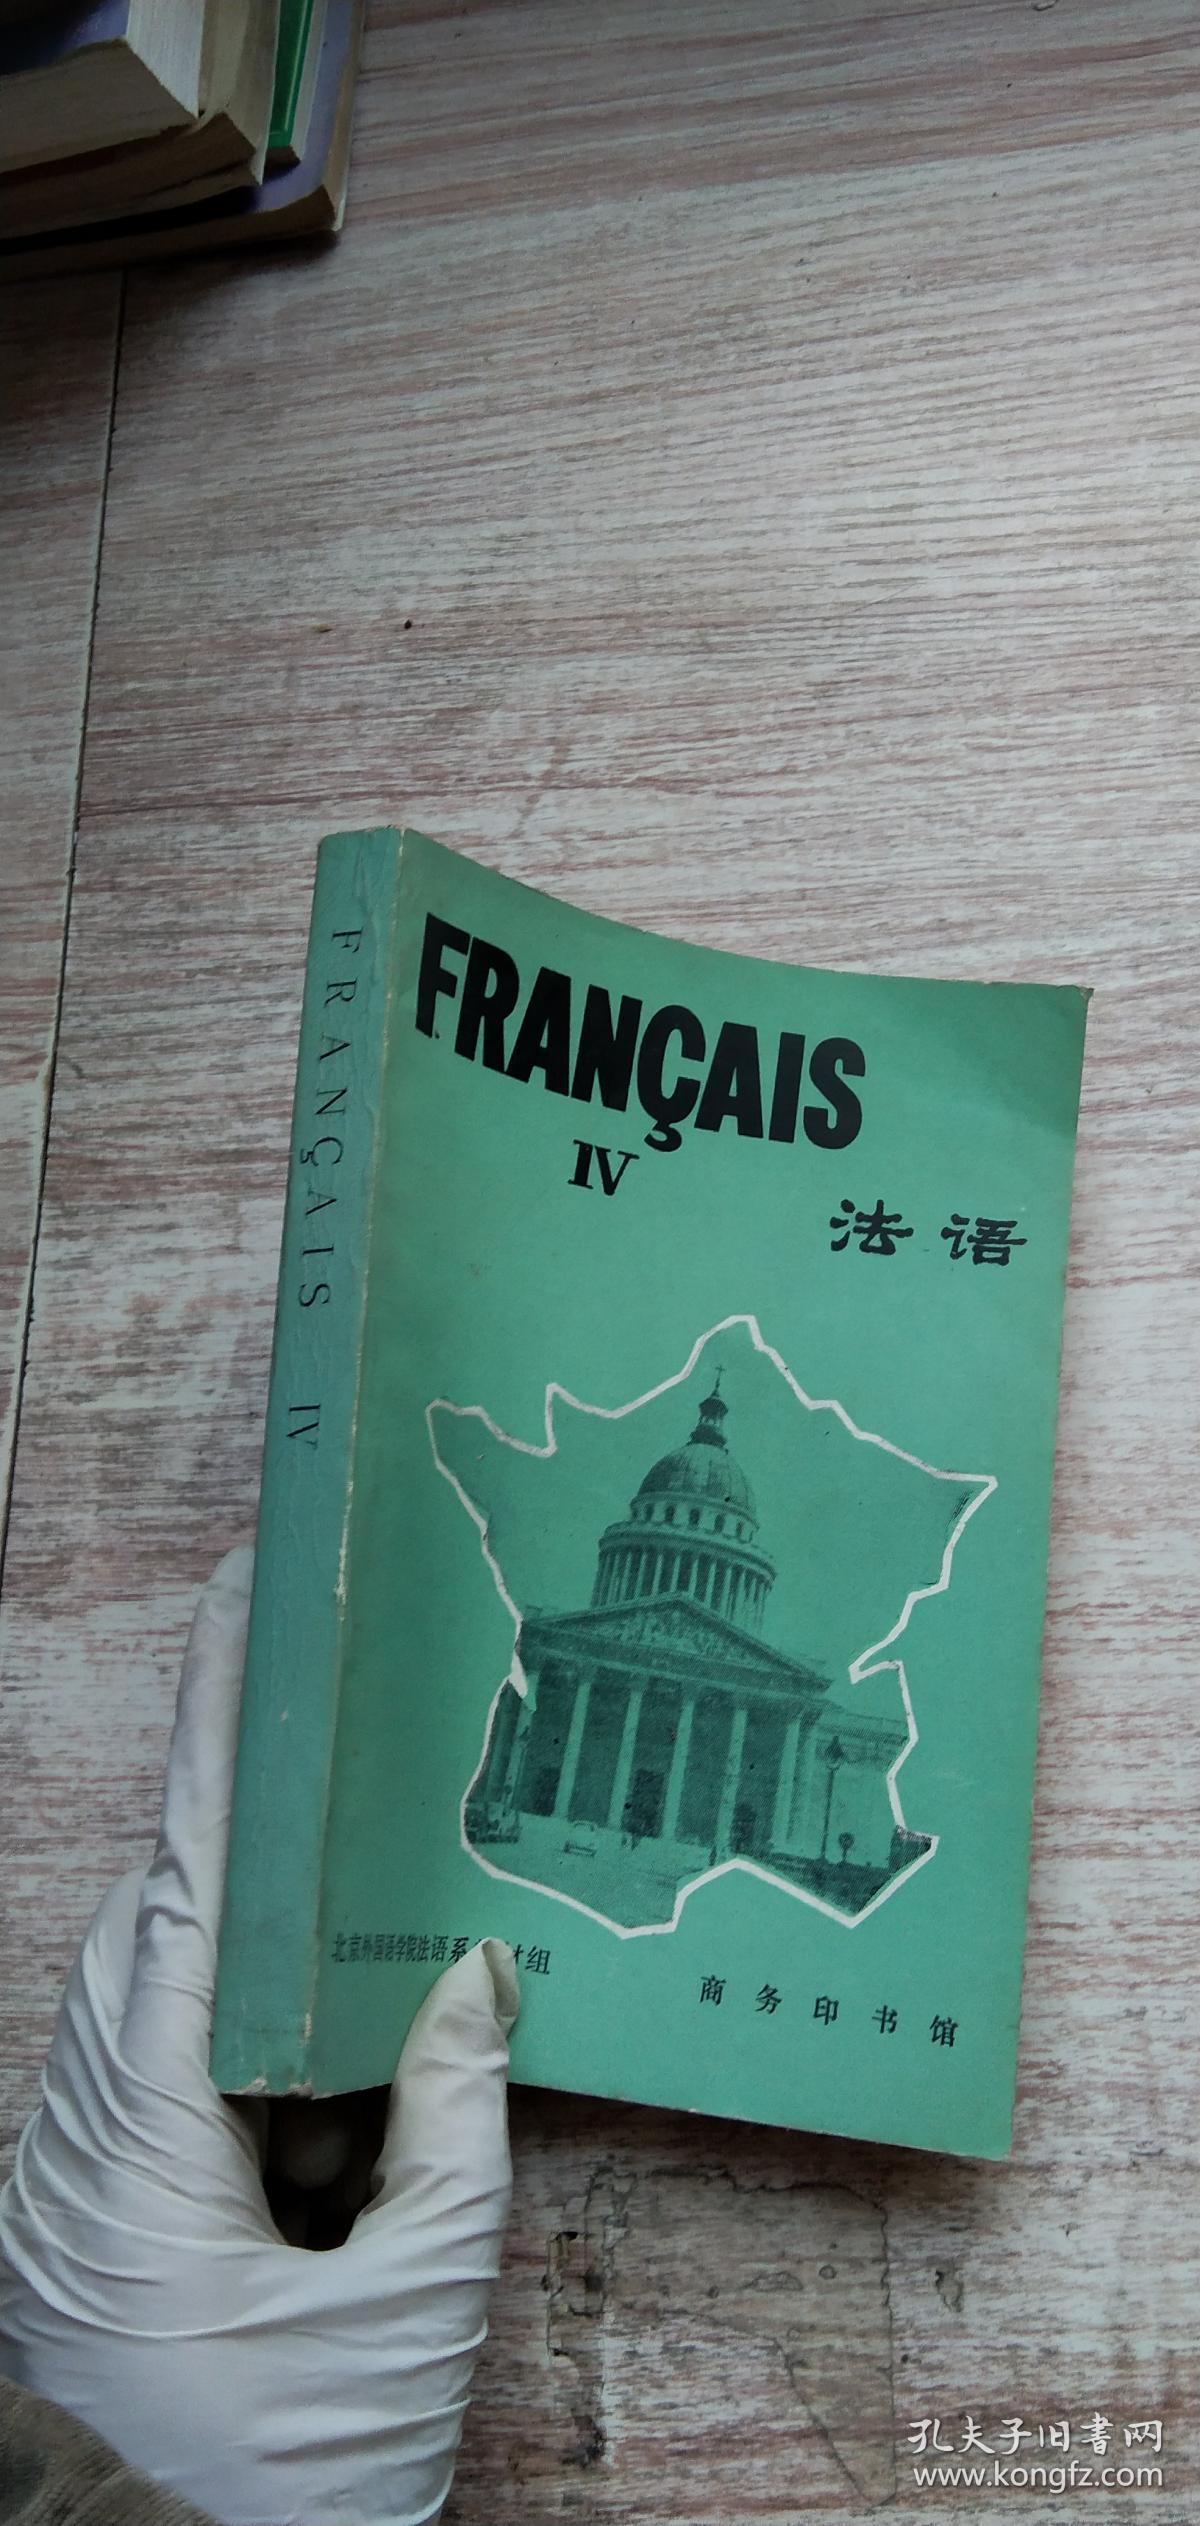 FRANÇAIS IV
FRANÇAIS
IV
法语
北京外国语学院法语系 组
商务印书馆
孔夫子旧书网
www.kongfz.com